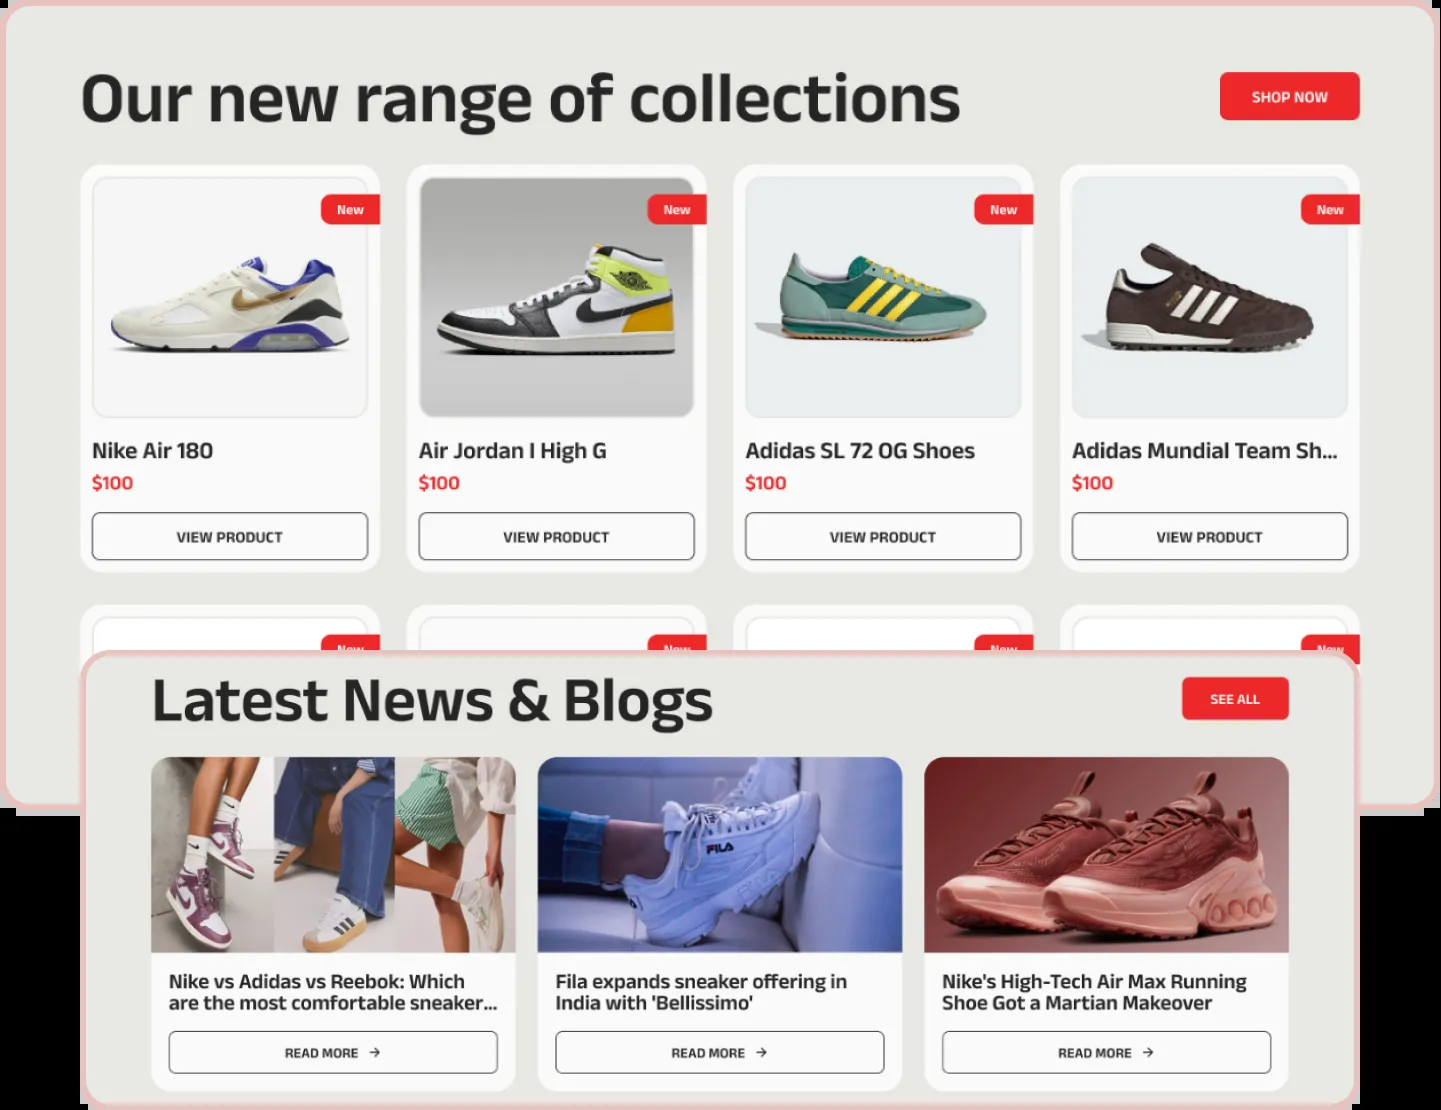 Our new range of collections
SHOP NOW
New
New
New
New
Nike Air 180
Air Jordan I High G
Adidas SL 72 OG Shoes
Adidas Mundial Team Sh...
$100
$100
$100
$100
VIEW PRODUCT
VIEW PRODUCT
VIEW PRODUCT
VIEW PRODUCT
New
New
New
New
Latest News & Blogs
SEE ALL
FILA
FILA
Nike vs Adidas vs Reebok: Which
are the most comfortable sneaker...
Fila expands sneaker offering in
India with 'Bellissimo'
Nike's High-Tech Air Max Running
Shoe Got a Martian Makeover
READ MORE →
READ MORE →
READ MORE →